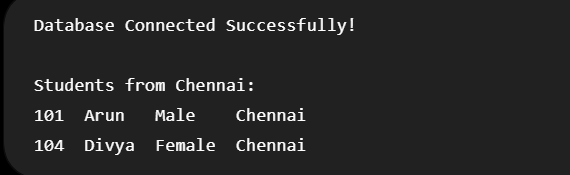 Database Connected Successfully!
Students from Chennai:
101  Arun   Male    Chennai
104  Divya  Female  Chennai